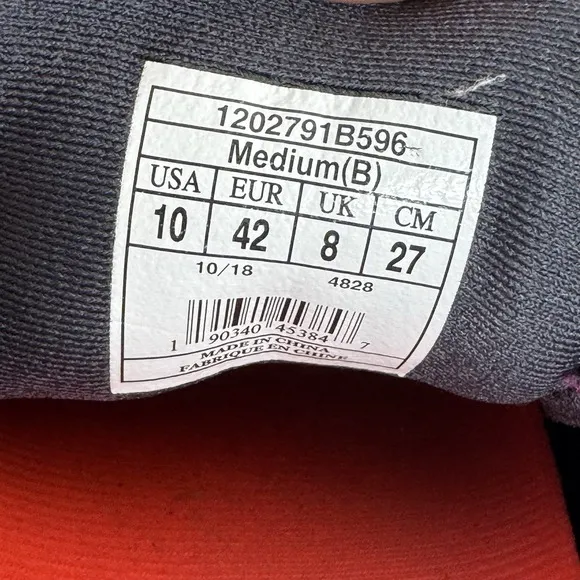 1202791B596
Medium(B)
USA EUR UK CM
10 42 8 27
10/18 4828
1 90340 45384 7
MADE IN CHINA
FABRIQUE EN CHINE